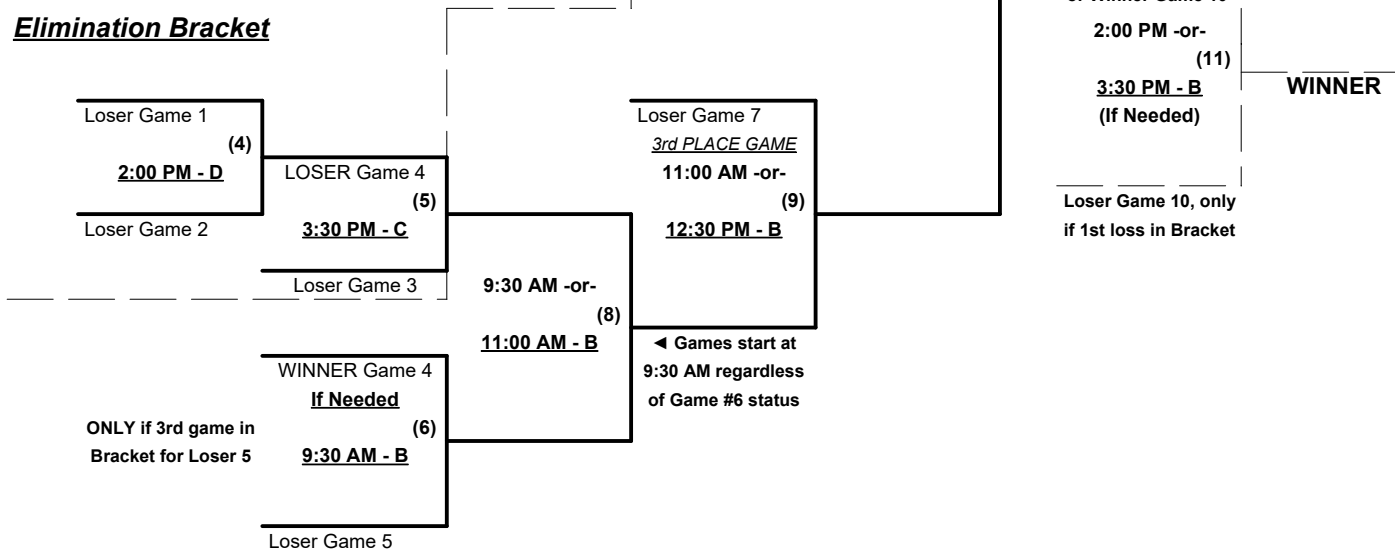 Elimination Bracket
Loser Game 1
(4)
2:00 PM - D
Loser Game 2
LOSER Game 4
(5)
3:30 PM - C
Loser Game 3
WINNER Game 4
If Needed
(6)
9:30 AM - B
Loser Game 5
ONLY if 3rd game in
Bracket for Loser 5
9:30 AM -or-
(8)
11:00 AM - B
Loser Game 7
3rd PLACE GAME
11:00 AM -or-
(9)
12:30 PM - B
◄ Games start at
9:30 AM regardless
of Game #6 status
2:00 PM -or-
(11)
3:30 PM - B
(If Needed)
Loser Game 10, only
if 1st loss in Bracket
WINNER